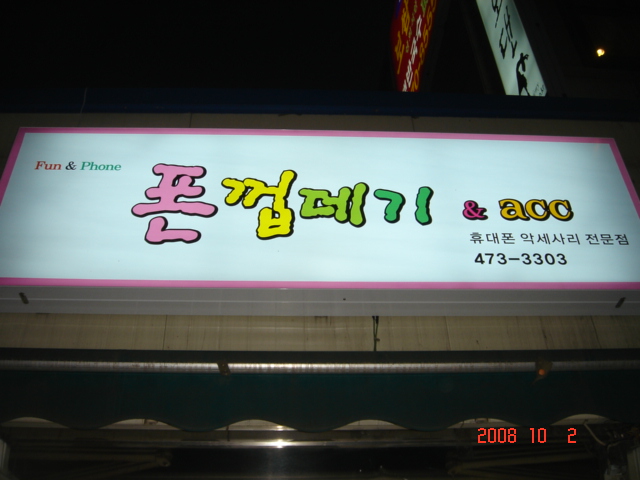 Fun & Phone
폰껍데기 & acc
휴대폰 악세사리 전문점
473-3303
2008 10 2